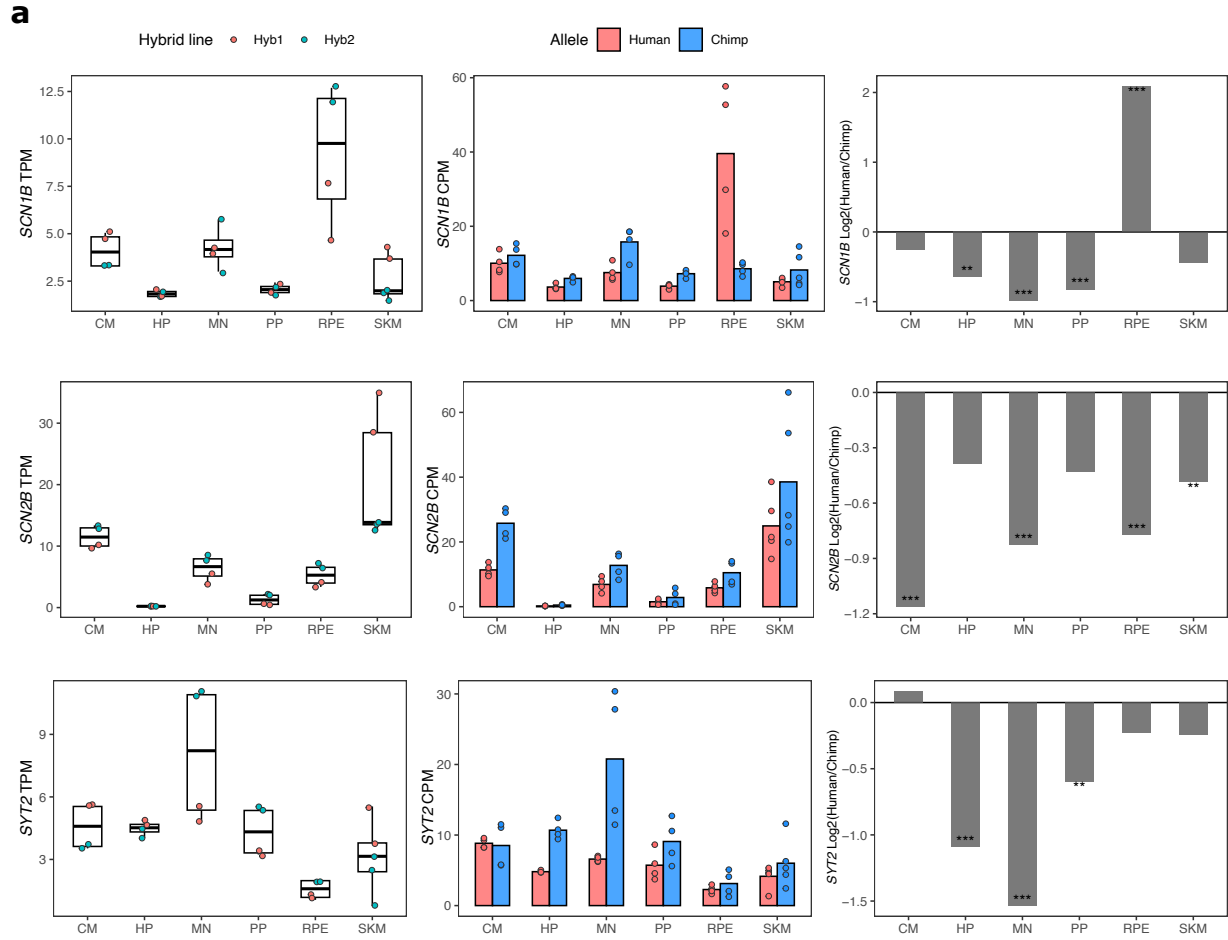 a
Hybrid line Hyb1 Hyb2 Allele Human Chimp
SCN1B TPM
12.5
10.0
7.5
5.0
2.5
CM HP MN PP RPE SKM
SCN1B CPM
60
40
20
0
CM HP MN PP RPE SKM
SCN1B Log2(Human/Chimp)
2
1
0
−1
**
***
***
***
CM HP MN PP RPE SKM
SCN2B TPM
30
20
10
0
CM HP MN PP RPE SKM
SCN2B CPM
60
40
20
0
CM HP MN PP RPE SKM
SCN2B Log2(Human/Chimp)
0.0
−0.3
−0.6
−0.9
−1.2
***
***
***
**
CM HP MN PP RPE SKM
SYT2 TPM
9
6
3
CM HP MN PP RPE SKM
SYT2 CPM
30
20
10
0
CM HP MN PP RPE SKM
SYT2 Log2(Human/Chimp)
0.0
−0.5
−1.0
−1.5
***
***
**
CM HP MN PP RPE SKM